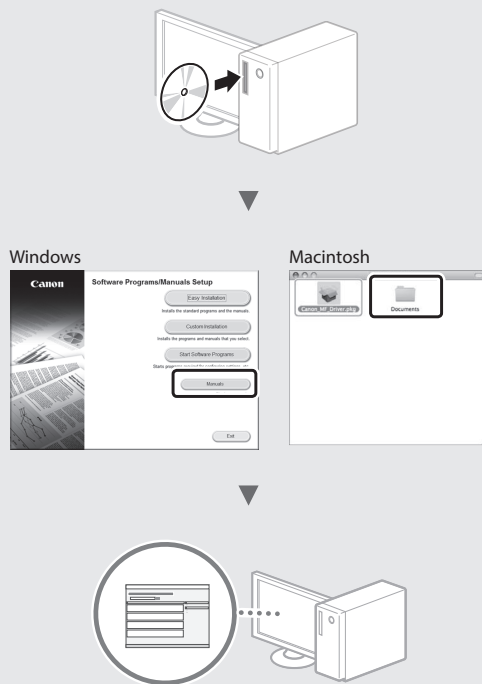 Windows
Macintosh
Canon
Software Programs/Manuals Setup
Easy Installation
Installs the standard programs and the manuals.
Custom Installation
Installs the programs and manuals that you select.
Start Software Programs
Manuals
Exit
Canon_MF_Driver.pkg
Documents